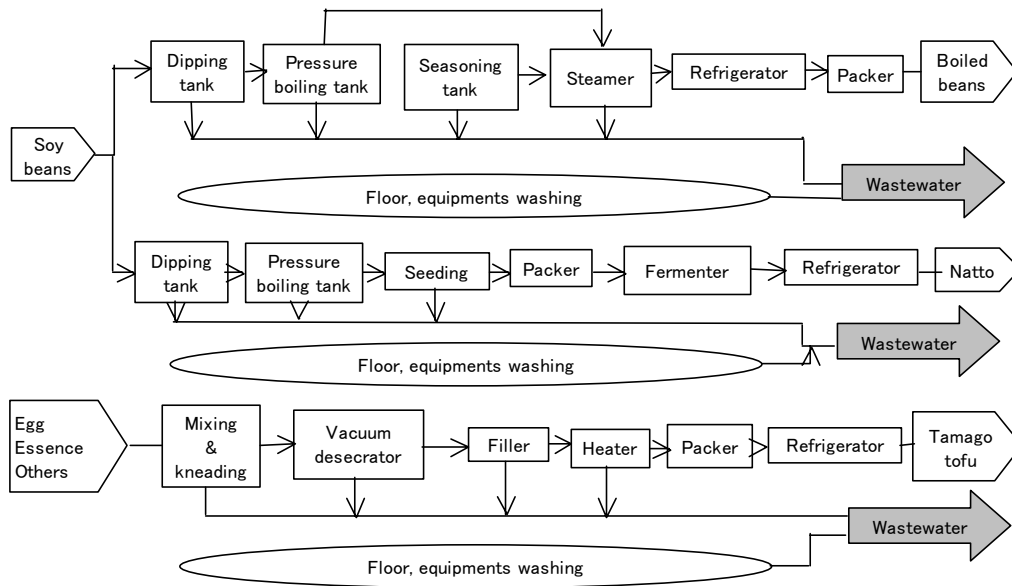 Dipping
tank
Pressure
boiling tank
Seasoning
tank
Steamer
Refrigerator
Packer
Boiled
beans
Soy
beans
Wastewater
Floor, equipments washing
Dipping
tank
Pressure
boiling tank
Seeding
Packer
Fermenter
Refrigerator
Natto
Wastewater
Floor, equipments washing
Egg
Essence
Others
Mixing
&
kneading
Vacuum
desecrator
Filler
Heater
Packer
Refrigerator
Tamago
tofu
Wastewater
Floor, equipments washing